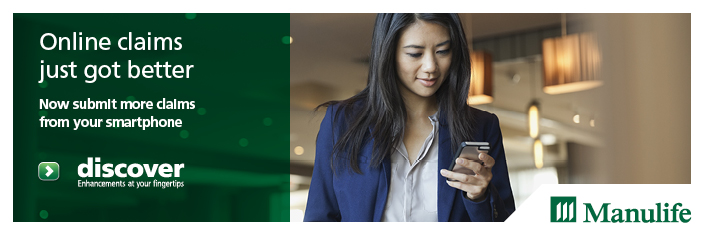 Online claims
just got better
Now submit more claims
from your smartphone
discover
Enhancements at your fingertips
Manulife